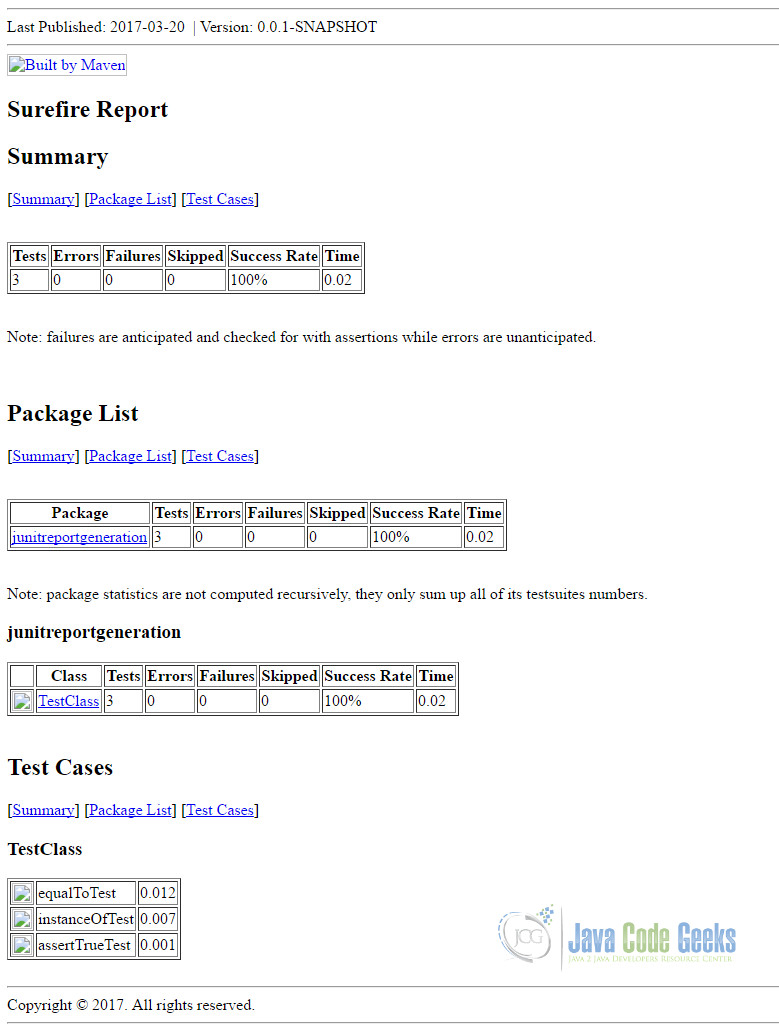 Last Published: 2017-03-20 | Version: 0.0.1-SNAPSHOT
Built by Maven
Surefire Report
Summary
[Summary] [Package List] [Test Cases]
Tests Errors Failures Skipped Success Rate Time
3 0 0 0 100% 0.02
Note: failures are anticipated and checked for with assertions while errors are unanticipated.
Package List
[Summary] [Package List] [Test Cases]
Package Tests Errors Failures Skipped Success Rate Time
junitreportgeneration 3 0 0 0 100% 0.02
Note: package statistics are not computed recursively, they only sum up all of its testsuites numbers.
junitreportgeneration
Class Tests Errors Failures Skipped Success Rate Time
TestClass 3 0 0 0 100% 0.02
Test Cases
[Summary] [Package List] [Test Cases]
TestClass
equalToTest 0.012
instanceOfTest 0.007
assertTrueTest 0.001
JCG
Java Code Geeks
Java 2 Java Developers Resource Center
Copyright © 2017. All rights reserved.